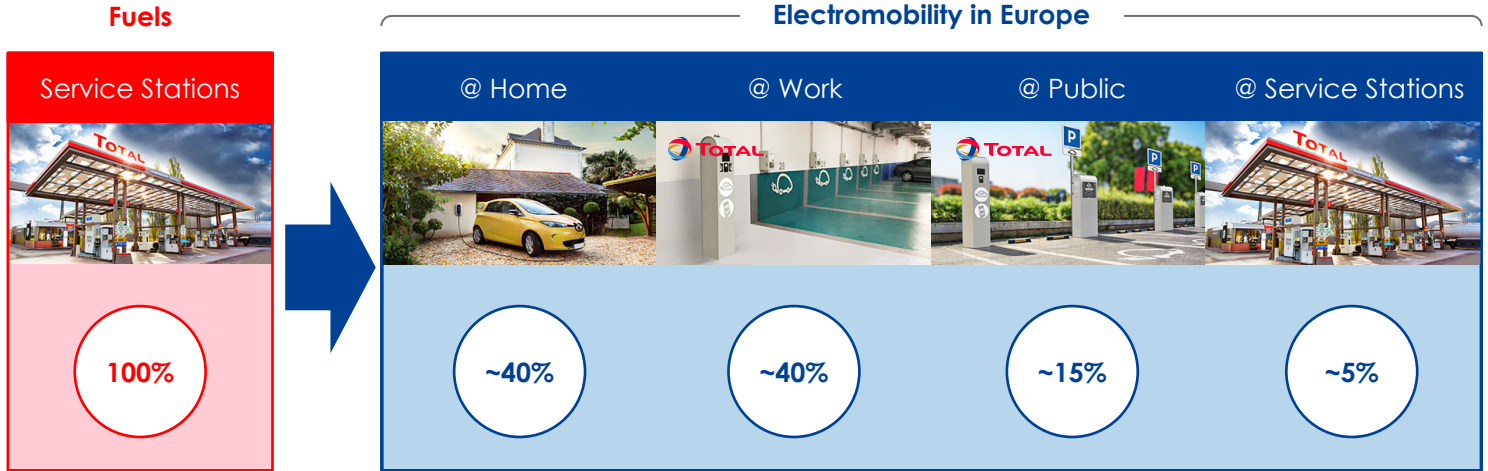 Fuels
Electromobility in Europe
Service Stations
@ Home
@ Work
@ Public
@ Service Stations
TOTAL
TOTAL
28
TOTAL
P
P
P
TOTAL
100%
~40%
~40%
~15%
~5%